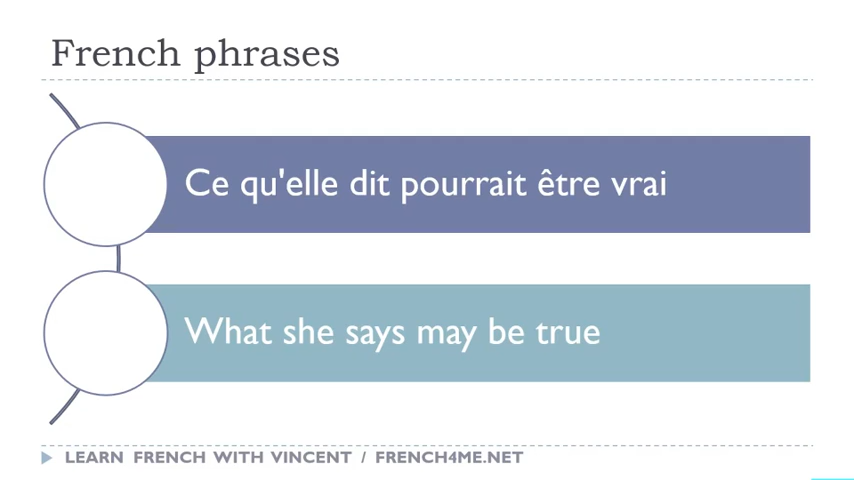 French phrases
Ce qu'elle dit pourrait être vrai
What she says may be true
LEARN FRENCH WITH VINCENT / FRENCH4ME.NET